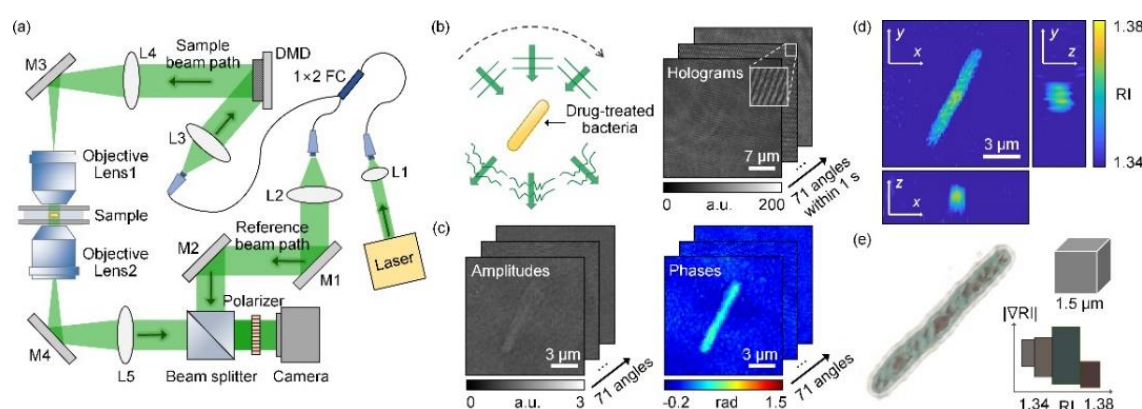 (a)
M3
L4
Sample
beam path
DMD
1×2 FC
L3
Objective
Lens1
L2
L1
Sample
Reference
beam path
Objective
Lens2
M2
M1
Laser
Polarizer
M4
L5
Beam splitter
Camera
(b)
Drug-treated
bacteria
Holograms
7 μm
0 a.u. 200
71 angles
within 1 s
...
(c)
Amplitudes
3 μm
0 a.u. 3
71 angles
...
Phases
3 μm
-0.2 rad 1.5
71 angles
...
(d)
y
x
3 μm
y
z
z
x
1.38
RI
1.34
(e)
1.5 μm
|∇RI|
1.34 RI 1.38